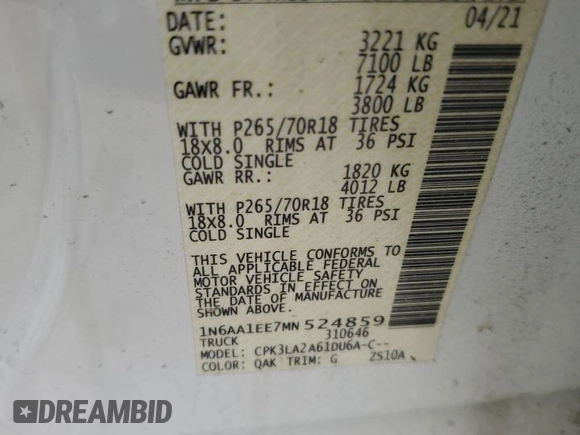 DATE: 04/21
GVWR: 3221 KG
7100 LB
GAWR FR.: 1724 KG
3800 LB
WITH P265/70R18 TIRES
18X8.0 RIMS AT 36 PSI
COLD SINGLE
GAWR RR.: 1820 KG
4012 LB
WITH P265/70R18 TIRES
18X8.0 RIMS AT 36 PSI
COLD SINGLE
THIS VEHICLE CONFORMS TO
ALL APPLICABLE FEDERAL
MOTOR VEHICLE SAFETY
STANDARDS IN EFFECT ON
THE DATE OF MANUFACTURE
SHOWN ABOVE.
1N6AA1EE7MN 524859
TRUCK 310646
MODEL: CPK3LA2A61DU6A-C--
COLOR: QAK TRIM: G 2S10A
DREAMBID